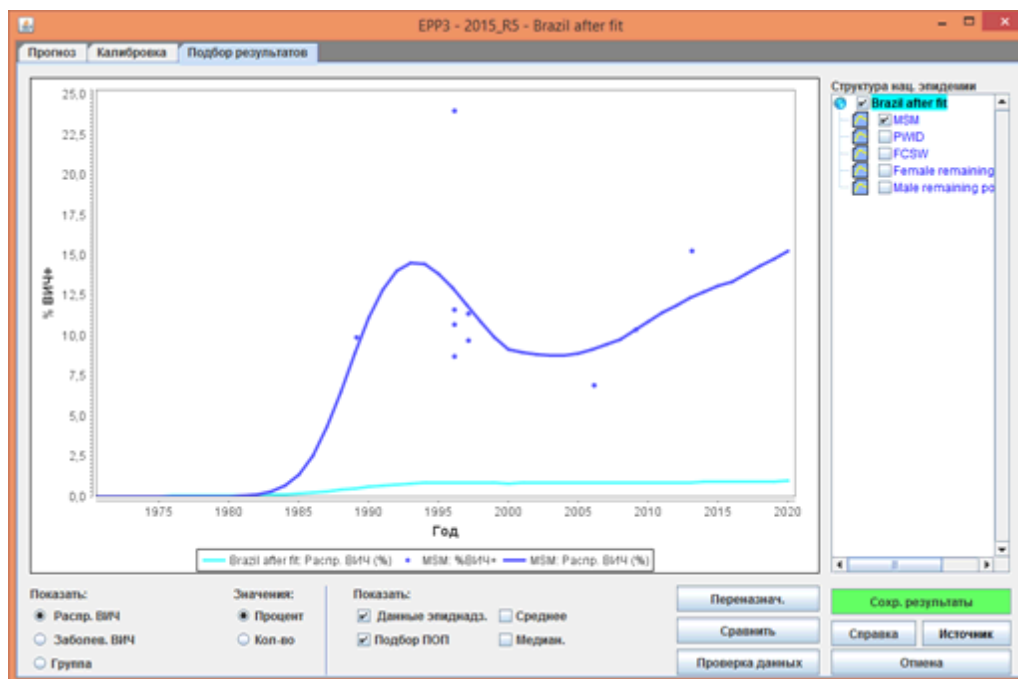 EPP3 - 2015_R5 - Brazil after fit
Прогноз Калибровка Подбор результатов
25,0
22,5
20,0
17,5
15,0
12,5
10,0
7,5
5,0
2,5
0,0
% ВИЧ+
1975 1980 1985 1990 1995 2000 2005 2010 2015 2020
Год
Brazil after fit: Распр. ВИЧ (%) MSM: %ВИЧ+ MSM: Распр. ВИЧ (%)
Структура нац. эпидемии
Brazil after fit
MSM
PWID
FCSW
Female remaining
Male remaining po
Показать: Значения: Показать:
Распр. ВИЧ Процент Данные эпиднадз. Среднее
Заболев. ВИЧ Кол-во Подбор ПОП Медиан.
Группа
Переназнач.
Сравнить
Проверка данных
Сохр. результаты
Справка Источник
Отмена